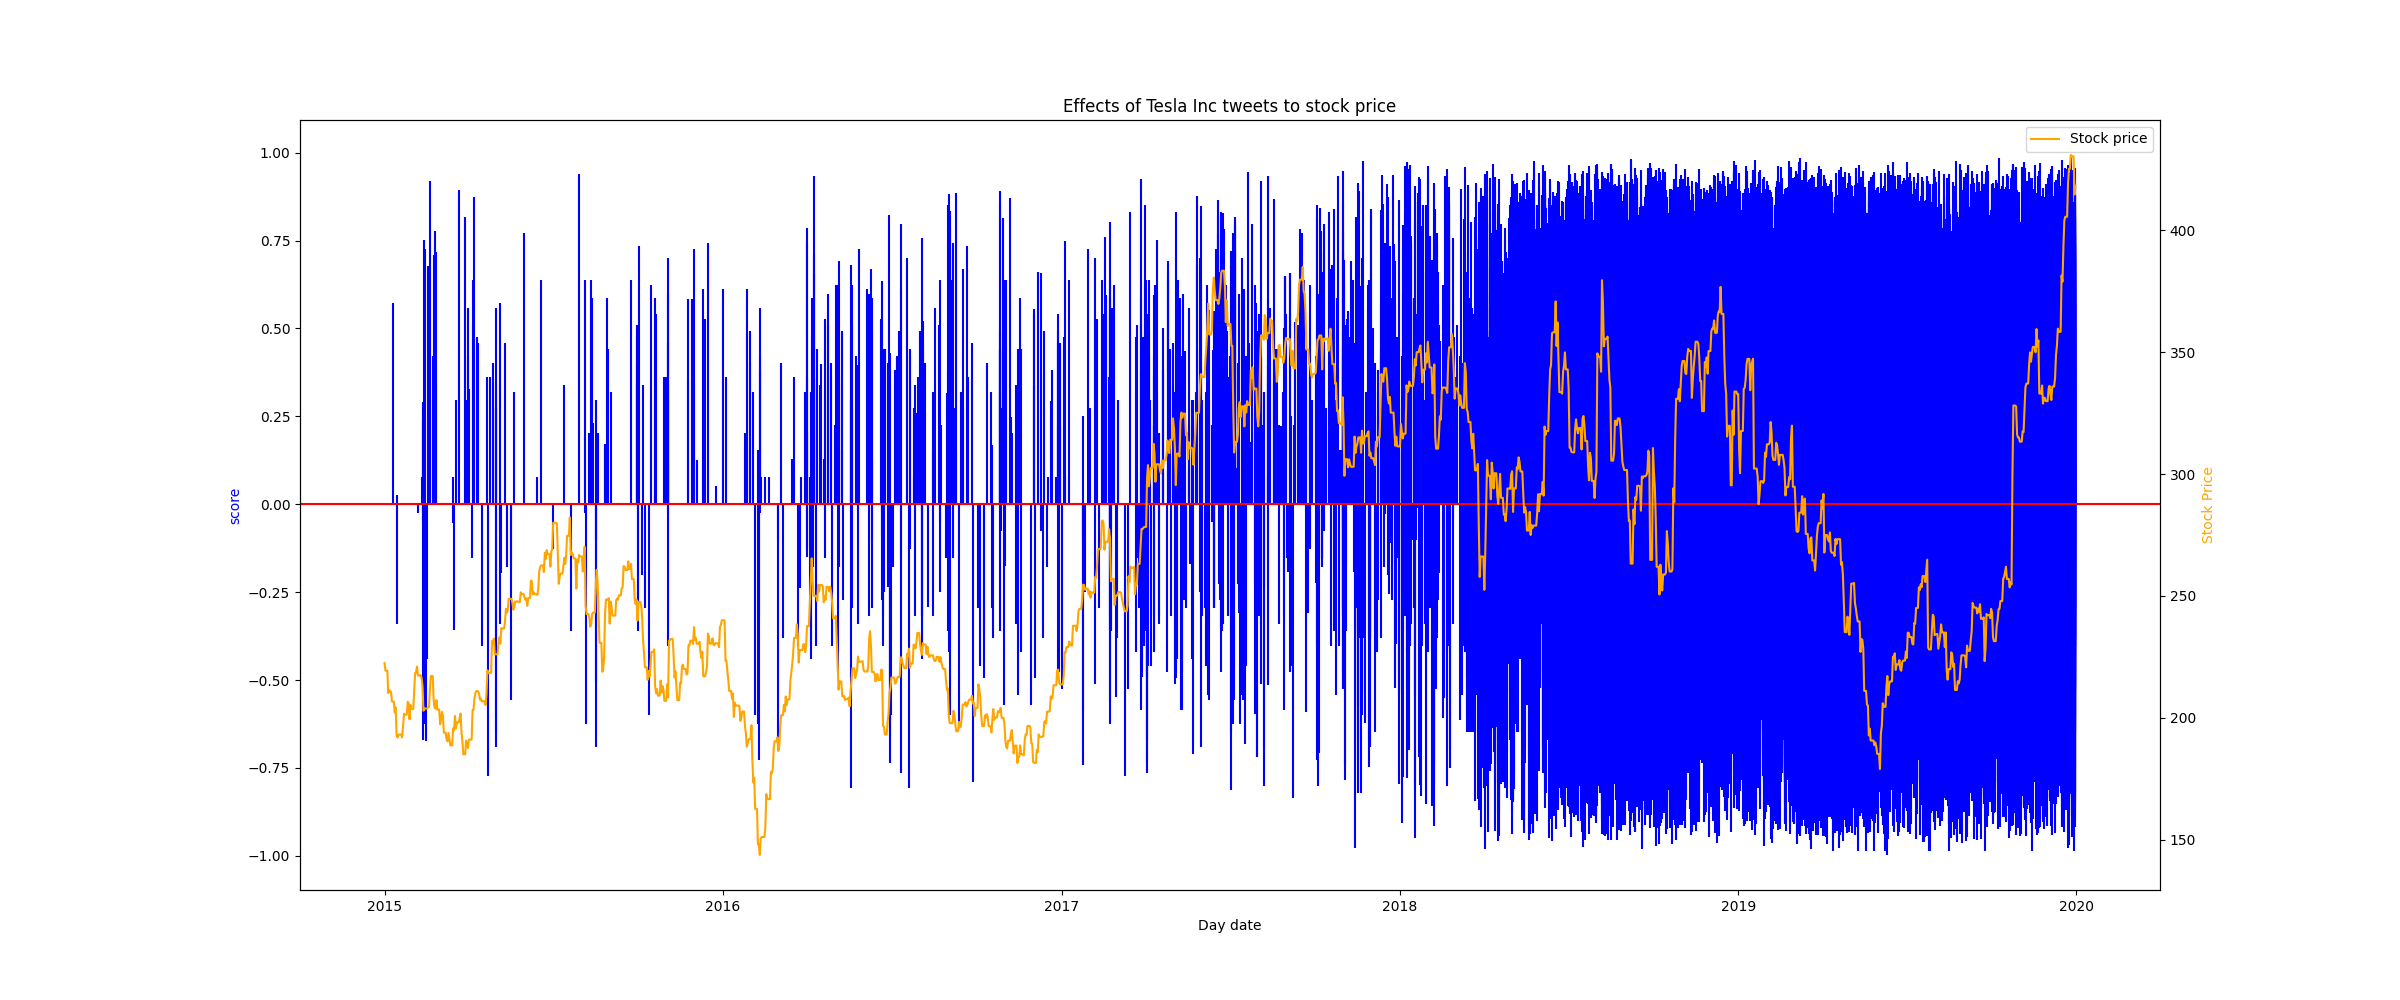 Effects of Tesla Inc tweets to stock price
Stock price
1.00
0.75
0.50
0.25
0.00
−0.25
−0.50
−0.75
−1.00
score
400
350
300
250
200
150
Stock Price
2015 2016 2017 2018 2019 2020
Day date